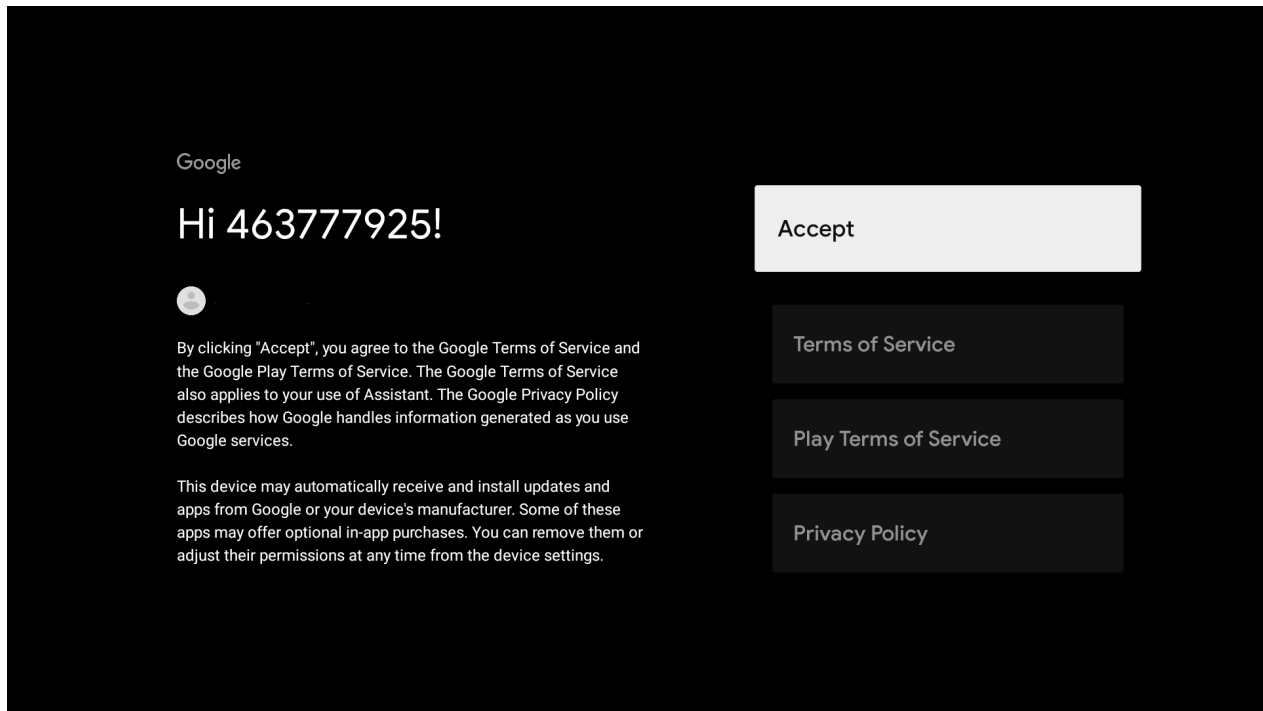 Google
Hi 463777925!
By clicking "Accept", you agree to the Google Terms of Service and
the Google Play Terms of Service. The Google Terms of Service
also applies to your use of Assistant. The Google Privacy Policy
describes how Google handles information generated as you use
Google services.
This device may automatically receive and install updates and
apps from Google or your device's manufacturer. Some of these
apps may offer optional in-app purchases. You can remove them or
adjust their permissions at any time from the device settings.
Accept
Terms of Service
Play Terms of Service
Privacy Policy